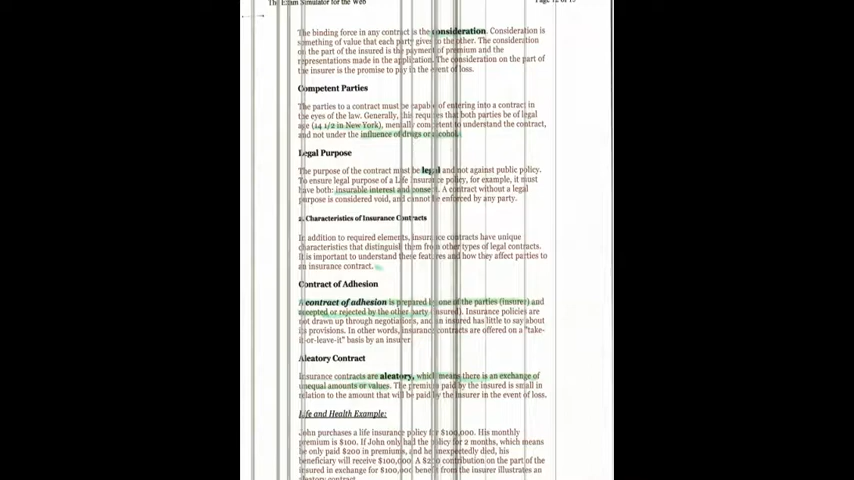 The Exam Simulator for the Web
Page 12 of 15
The binding force in any contract is the consideration. Consideration is
something of value that each party gives to the other. The consideration
on the part of the insured is the payment of premium and the
representations made in the application. The consideration on the part of
the insurer is the promise to pay in the event of loss.
Competent Parties
The parties to a contract must be capable of entering into a contract in
the eyes of the law. Generally, this requires that both parties be of legal
age (14 1/2 in New York), mentally competent to understand the contract,
and not under the influence of drugs or alcohol.
Legal Purpose
The purpose of the contract must be legal and not against public policy.
To ensure legal purpose of a Life Insurance policy, for example, it must
have both: insurable interest and consent. A contract without a legal
purpose is considered void, and cannot be enforced by any party.
2. Characteristics of Insurance Contracts
In addition to required elements, insurance contracts have unique
characteristics that distinguish them from other types of legal contracts.
It is important to understand these features and how they affect parties to
an insurance contract.
Contract of Adhesion
A contract of adhesion is prepared by one of the parties (insurer) and
accepted or rejected by the other party (insured). Insurance policies are
not drawn up through negotiations, and an insured has little to say about
its provisions. In other words, insurance contracts are offered on a "take-
it-or-leave-it" basis by an insurer.
Aleatory Contract
Insurance contracts are aleatory, which means there is an exchange of
unequal amounts or values. The premium paid by the insured is small in
relation to the amount that will be paid by the insurer in the event of loss.
Life and Health Example:
John purchases a life insurance policy for $100,000. His monthly
premium is $100. If John only had the policy for 2 months, which means
he only paid $200 in premiums, and he unexpectedly died, his
beneficiary will receive $100,000. A $200 contribution on the part of the
insured in exchange for $100,000 benefit from the insurer illustrates an
aleatory contract.